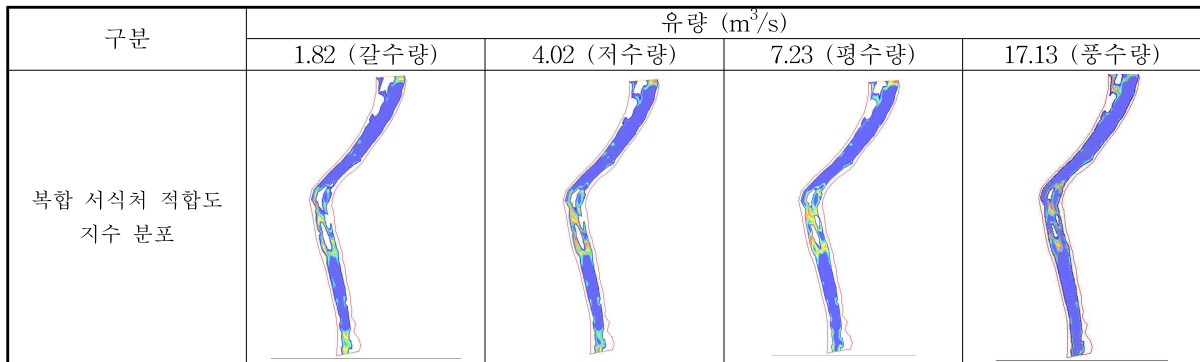 구분
유량 (m³/s)
1.82 (갈수량)
4.02 (저수량)
7.23 (평수량)
17.13 (풍수량)
복합 서식처 적합도
지수 분포